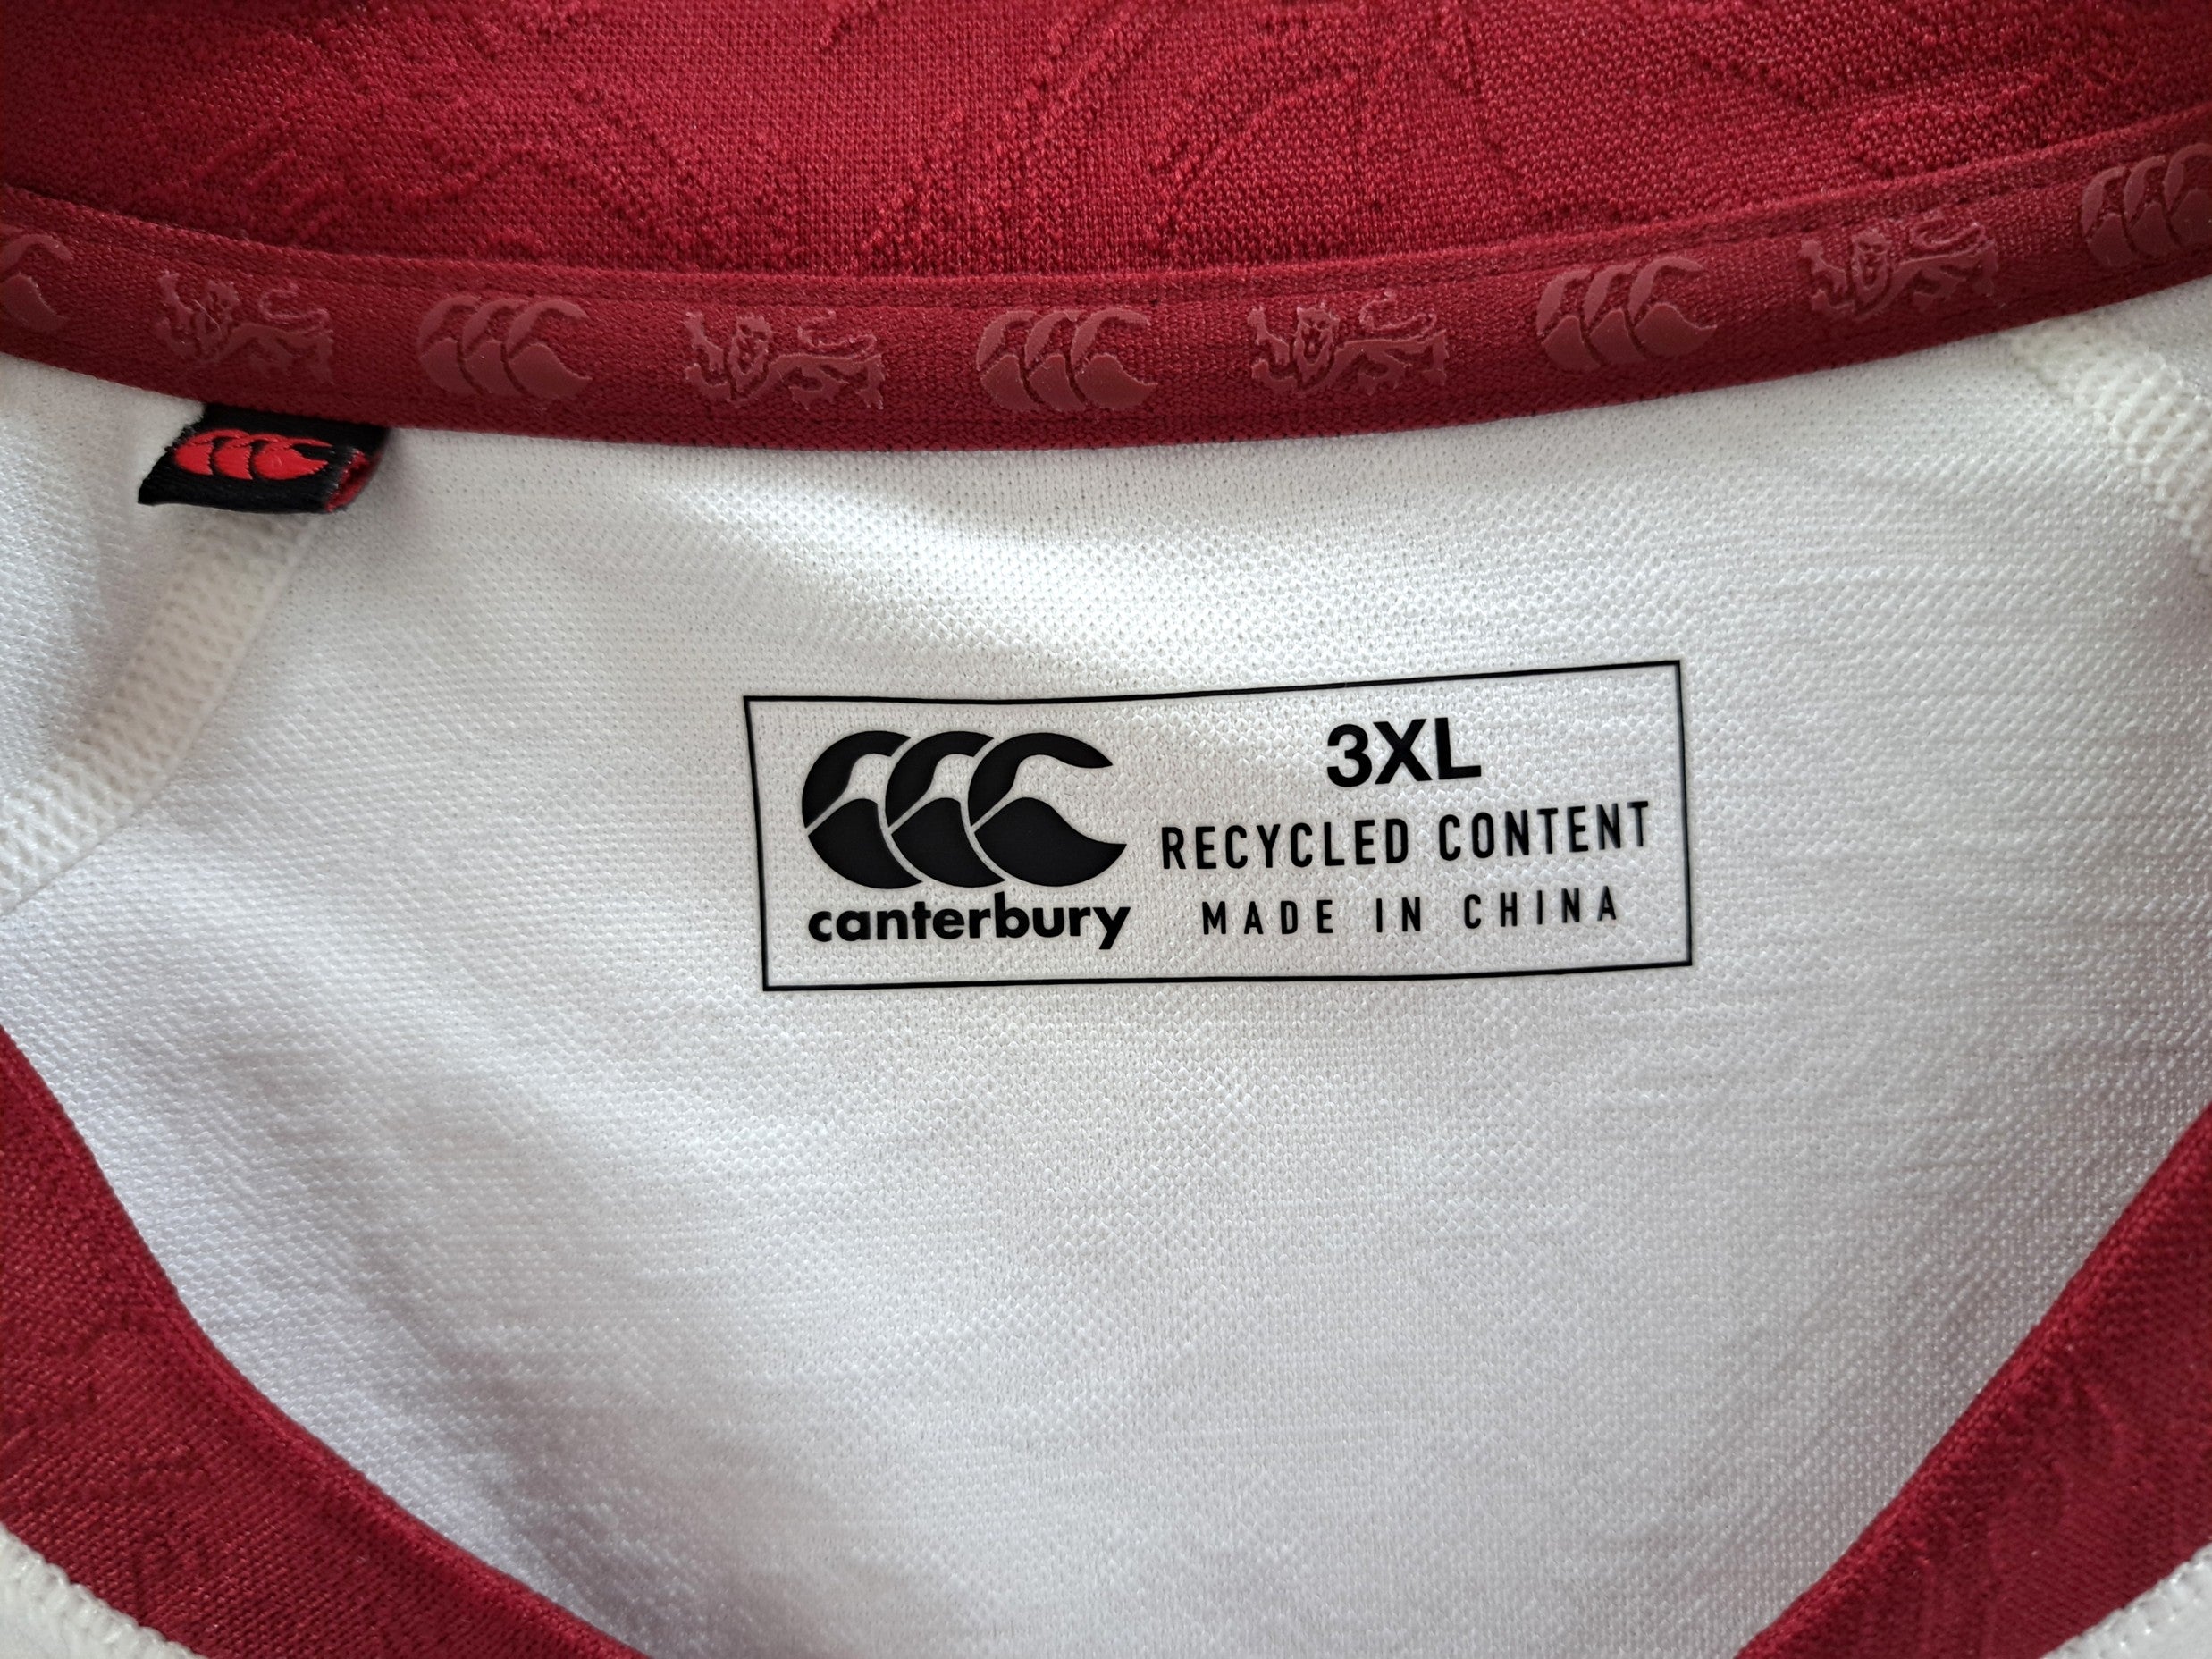 3XL
RECYCLED CONTENT
MADE IN CHINA
canterbury